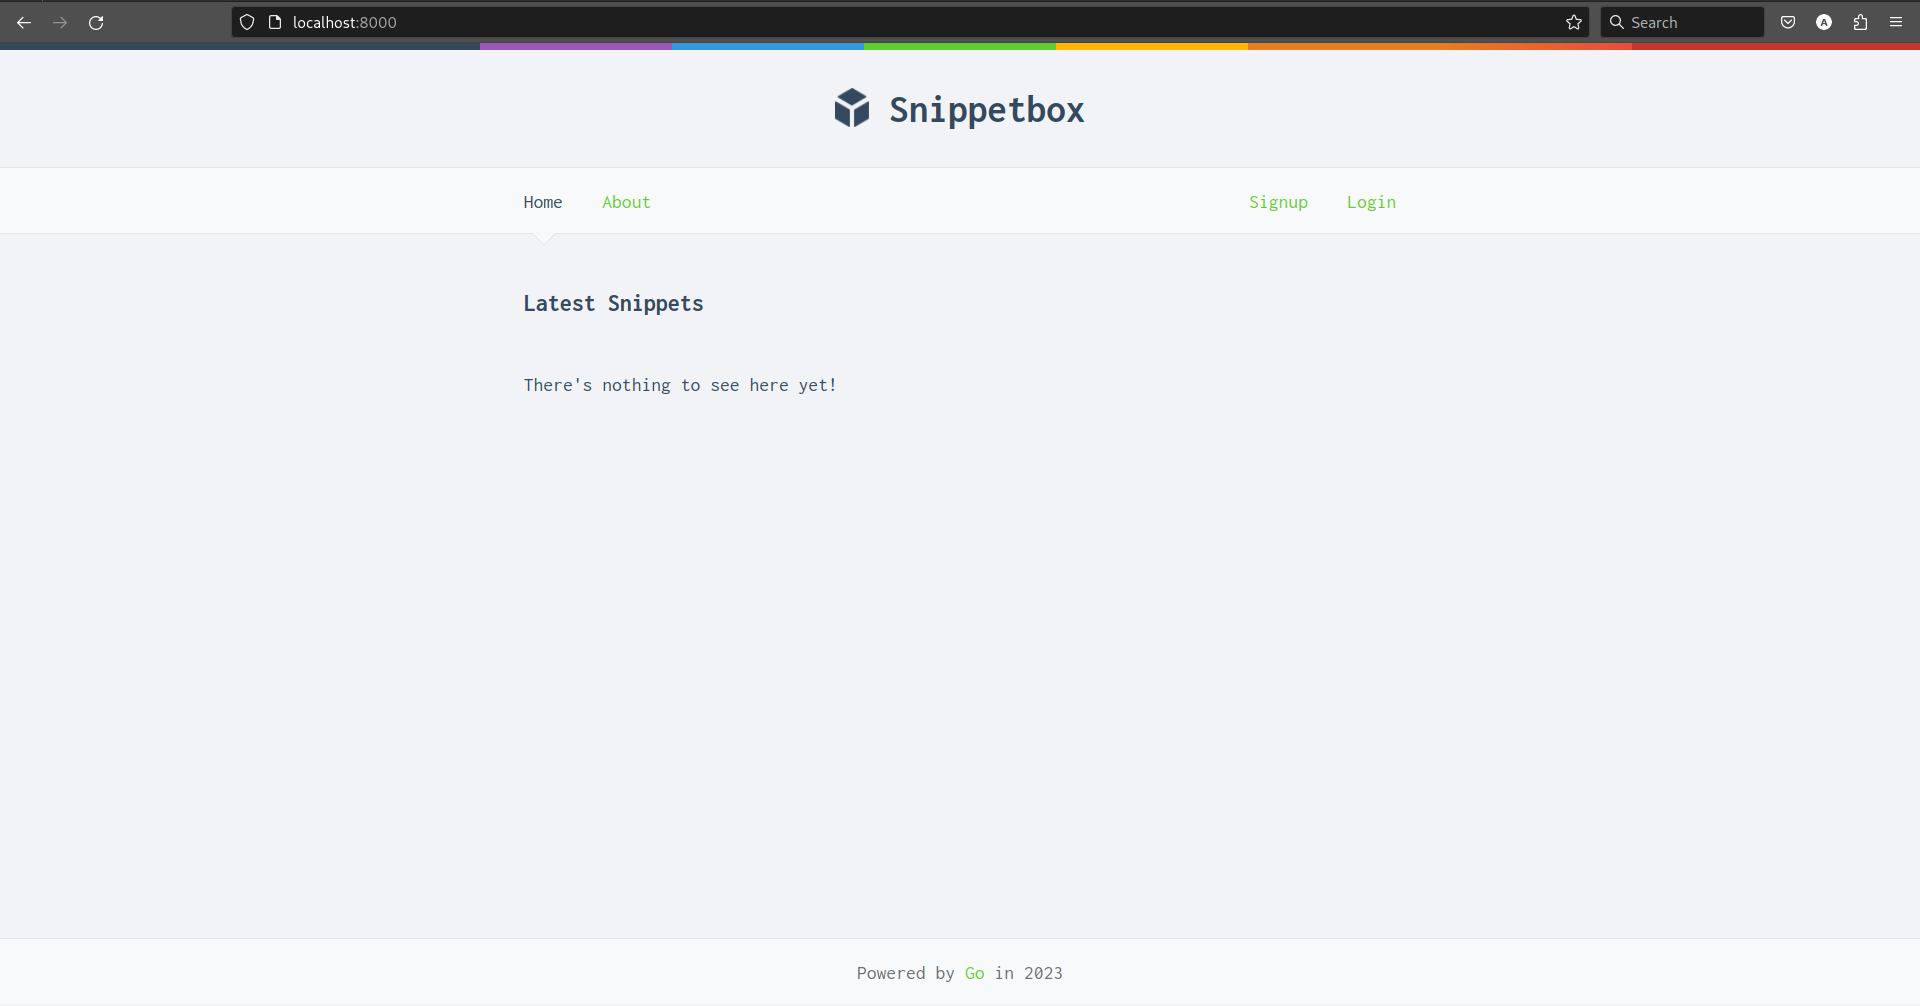 localhost:8000
Search
A
Snippetbox
Home About Signup Login
Latest Snippets
There's nothing to see here yet!
Powered by Go in 2023